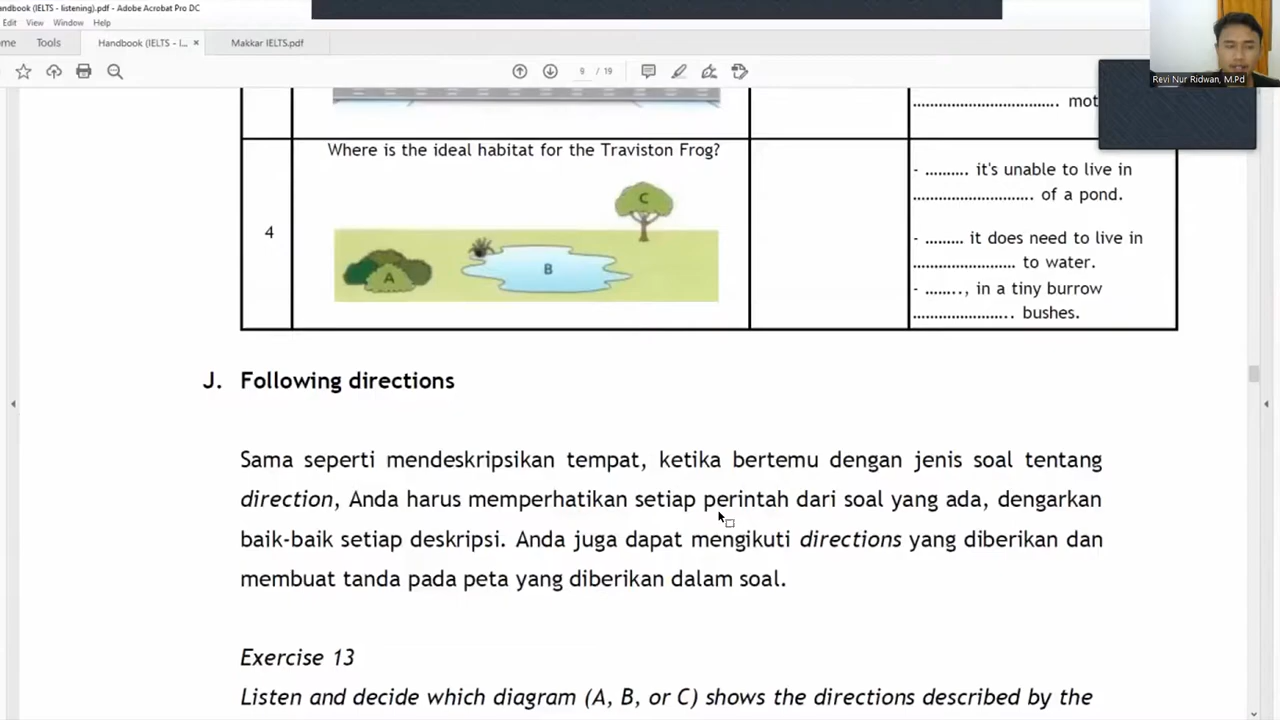 andbook (IELTS - listening).pdf - Adobe Acrobat Pro DC
Edit View Window Help
me Tools Handbook (IELTS - l... × Makkar IELTS.pdf
9 / 19
Revi Nur Ridwan, M.Pd
................................. mot
4
Where is the ideal habitat for the Traviston Frog?
C
A
B
- .......... it's unable to live in
........................... of a pond.
- ......... it does need to live in
....................... to water.
- ........, in a tiny burrow
....................... bushes.
J. Following directions
Sama seperti mendeskripsikan tempat, ketika bertemu dengan jenis soal tentang
direction, Anda harus memperhatikan setiap perintah dari soal yang ada, dengarkan
baik-baik setiap deskripsi. Anda juga dapat mengikuti directions yang diberikan dan
membuat tanda pada peta yang diberikan dalam soal.
Exercise 13
Listen and decide which diagram (A, B, or C) shows the directions described by the